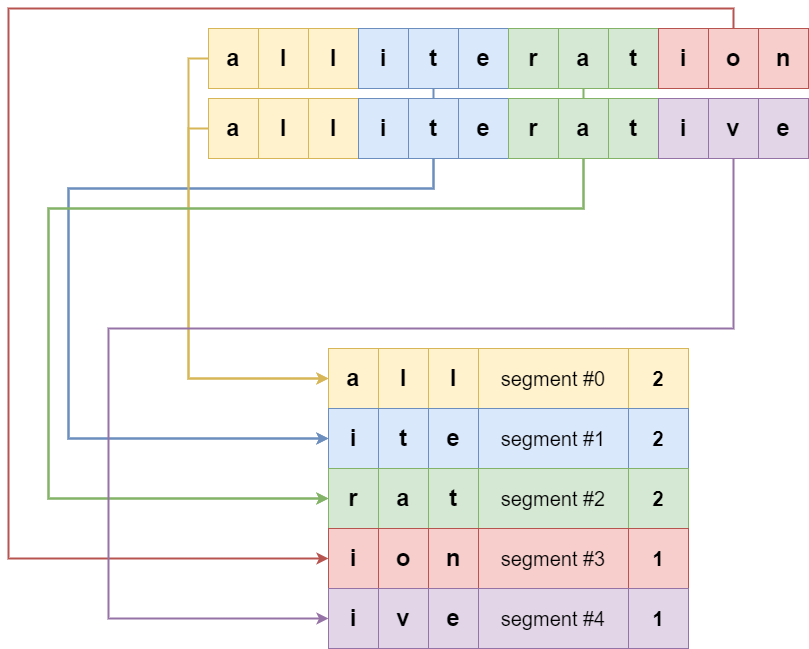 a l l i t e r a t i o n
a l l i t e r a t i v e
a l l segment #0 2
i t e segment #1 2
r a t segment #2 2
i o n segment #3 1
i v e segment #4 1